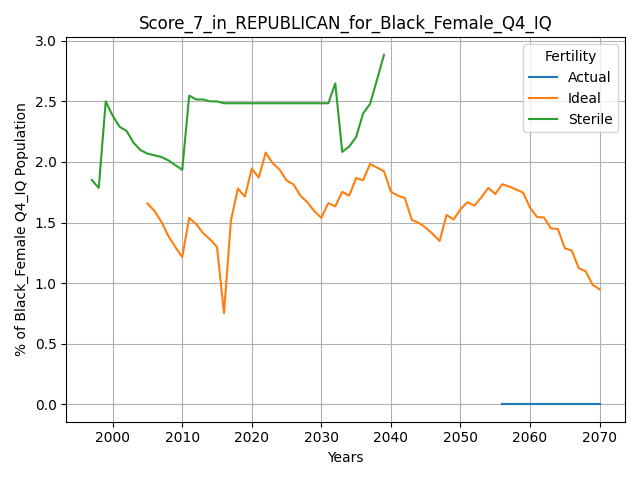 Score_7_in_REPUBLICAN_for_Black_Female_Q4_IQ
% of Black_Female Q4_IQ Population
3.0
2.5
2.0
1.5
1.0
0.5
0.0
Fertility
Actual
Ideal
Sterile
2000 2010 2020 2030 2040 2050 2060 2070
Years